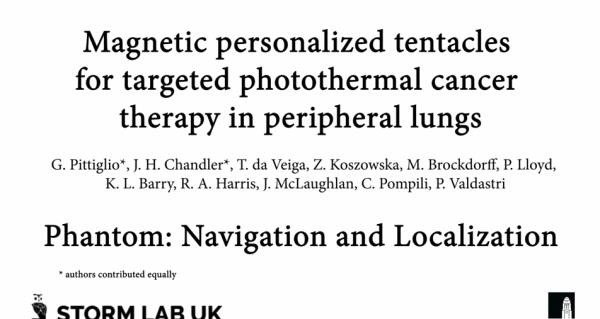 Magnetic personalized tentacles
for targeted photothermal cancer
therapy in peripheral lungs
G. Pittiglio*, J. H. Chandler*, T. da Veiga, Z. Koszowska, M. Brockdorff, P. Lloyd,
K. L. Barry, R. A. Harris, J. McLaughlan, C. Pompili, P. Valdastri
Phantom: Navigation and Localization
* authors contributed equally
STORM LAB UK